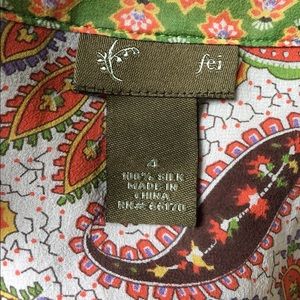 fei
4
100% SILK
MADE IN
CHINA
RN# 66170